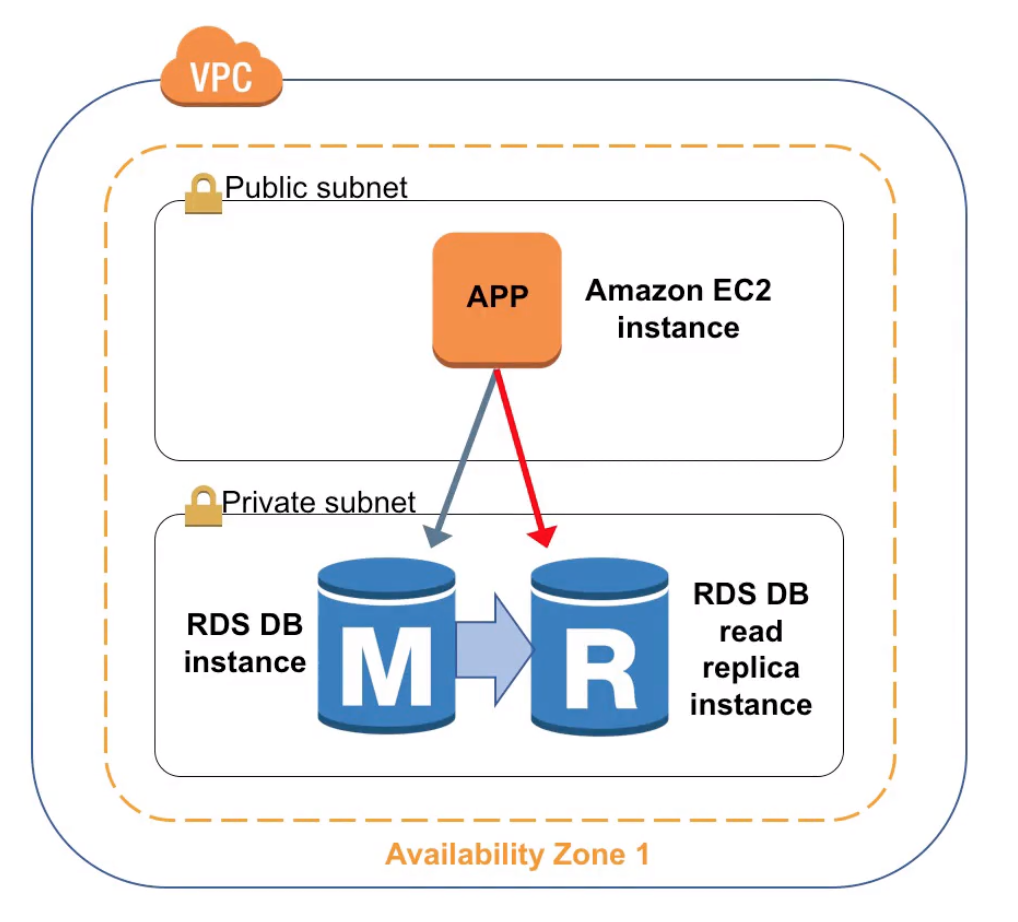 VPC
Public subnet
APP
Amazon EC2
instance
Private subnet
RDS DB
instance
M
R
RDS DB
read
replica
instance
Availability Zone 1